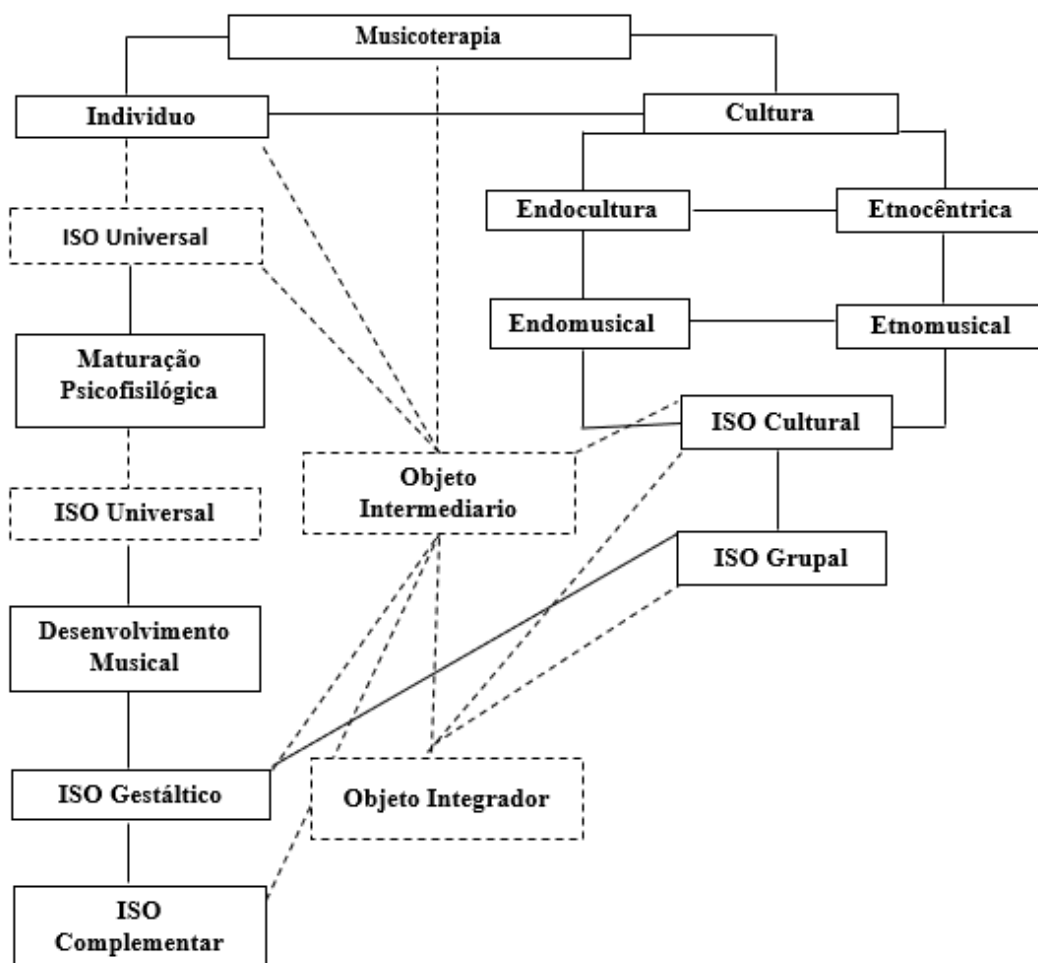 Musicoterapia
Individuo
Cultura
ISO Universal
Endocultura
Etnocêntrica
Endomusical
Etnomusical
Maturação
Psicofisilógica
ISO Cultural
Objeto
Intermediario
ISO Universal
ISO Grupal
Desenvolvimento
Musical
ISO Gestáltico
Objeto Integrador
ISO
Complementar